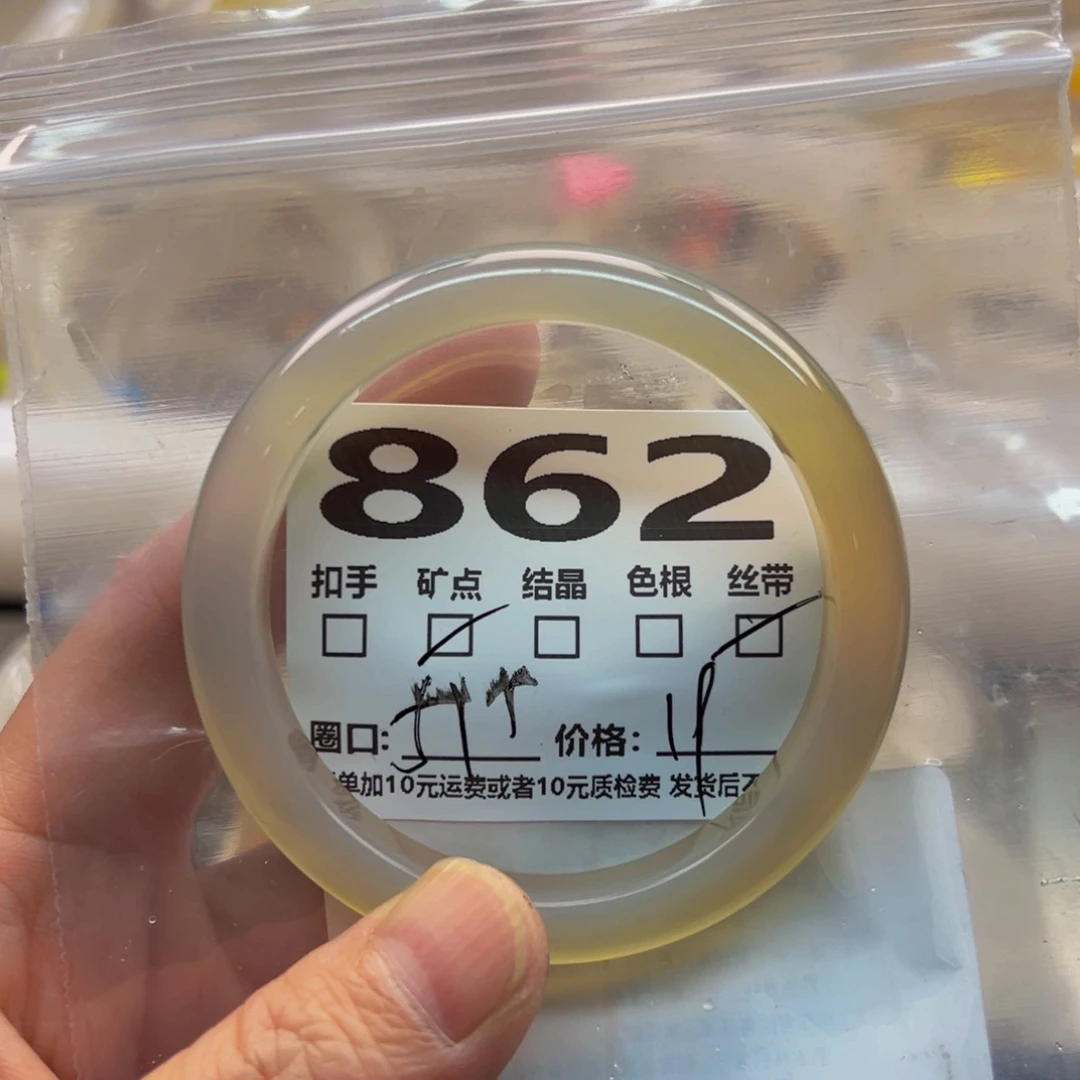 862
扣手 矿点 结晶 色根 丝带
圈口: 价格:
单加10元运费或者10元质检费 发货后不